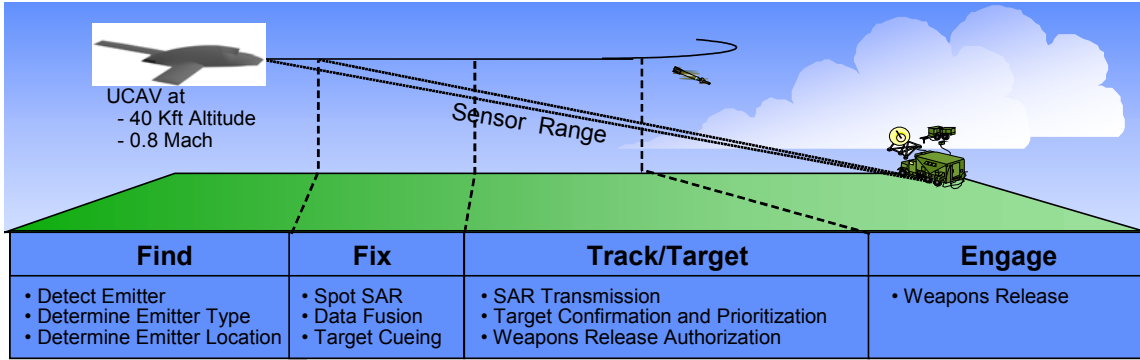 UCAV at
- 40 Kft Altitude
- 0.8 Mach
Sensor Range
Find
Fix
Track/Target
Engage
• Detect Emitter
• Determine Emitter Type
• Determine Emitter Location
• Spot SAR
• Data Fusion
• Target Cueing
• SAR Transmission
• Target Confirmation and Prioritization
• Weapons Release Authorization
• Weapons Release